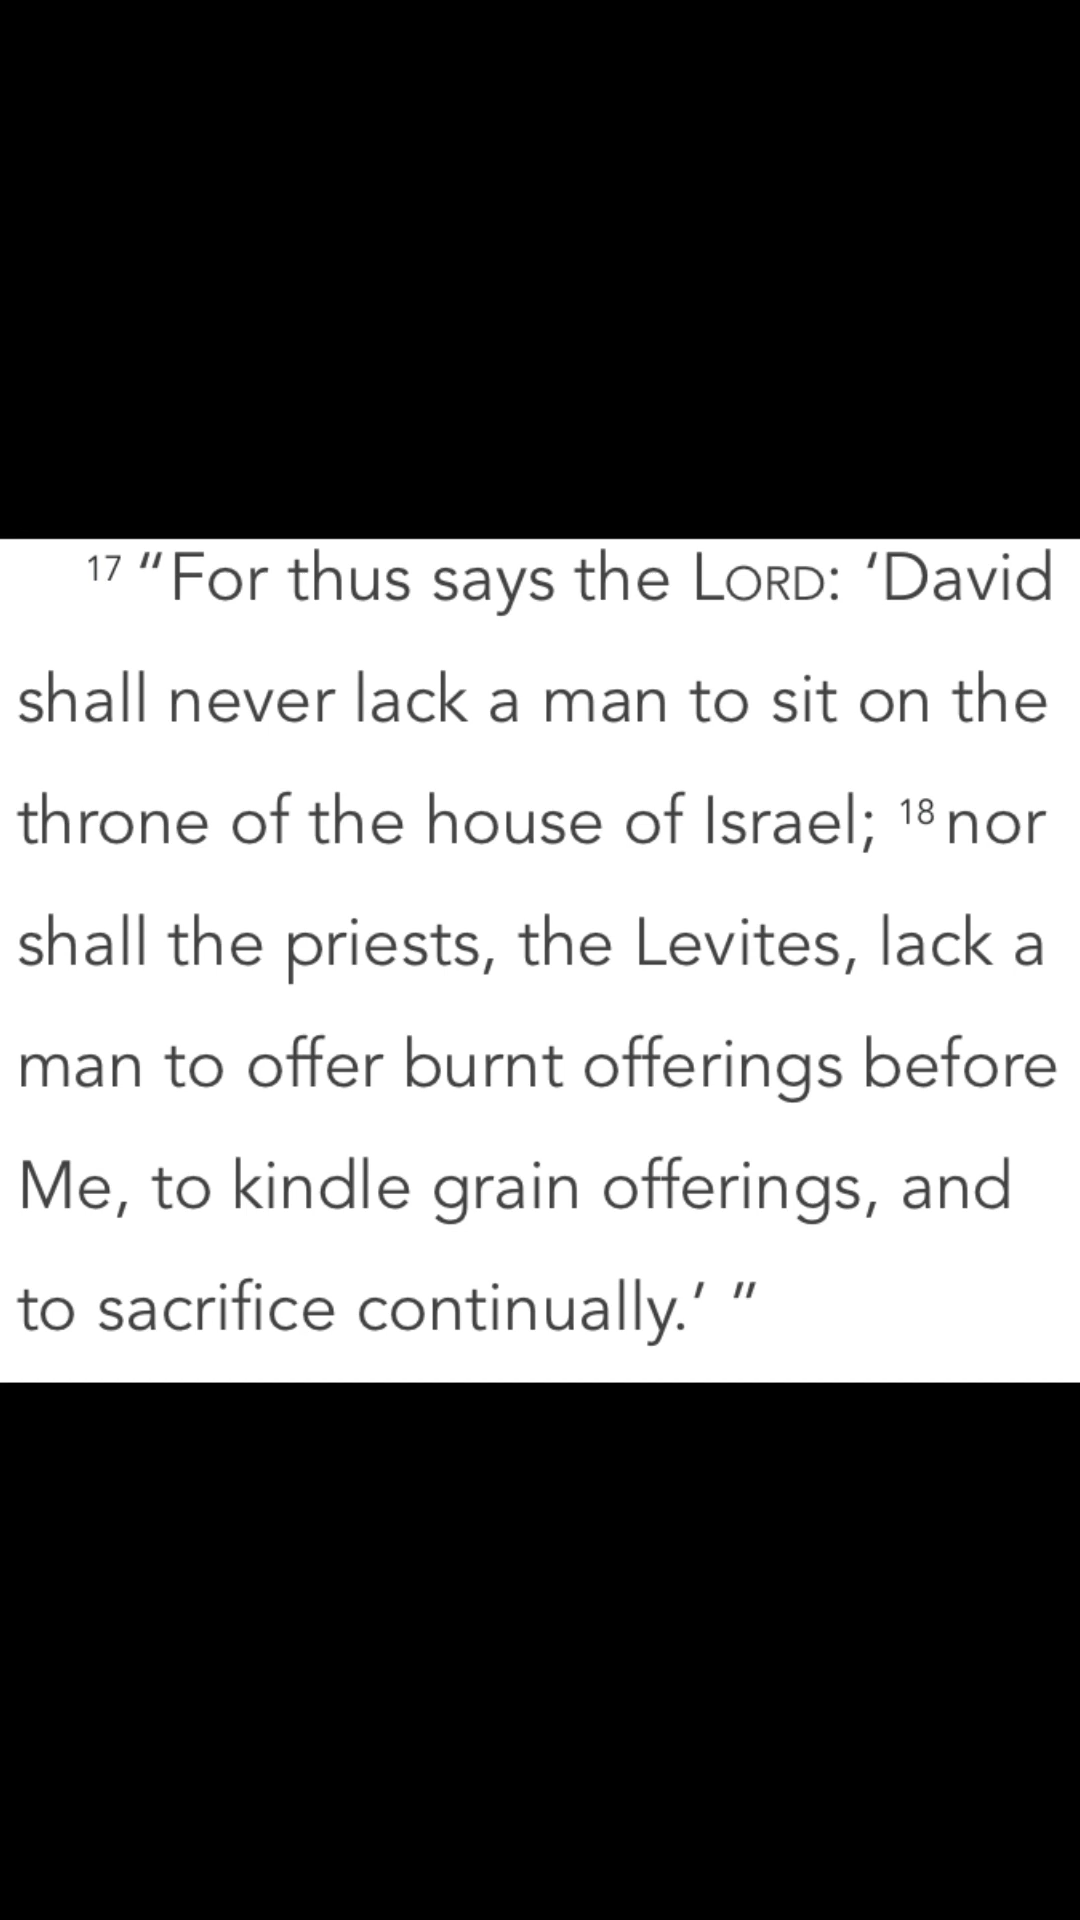 17 “For thus says the LORD: ‘David
shall never lack a man to sit on the
throne of the house of Israel; 18 nor
shall the priests, the Levites, lack a
man to offer burnt offerings before
Me, to kindle grain offerings, and
to sacrifice continually.’ ”